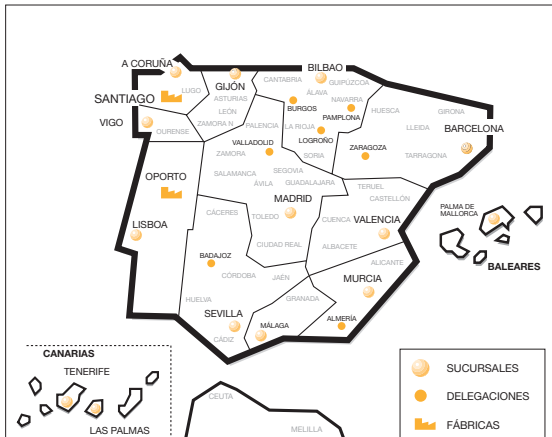 A CORUÑA
LUGO
SANTIAGO
VIGO
OURENSE
GIJÓN
ASTURIAS
LEÓN
ZAMORA N
CANTABRIA
BILBAO
GUIPÚZCOA
ÁLAVA
NAVARRA
BURGOS
PAMPLONA
PALENCIA
LA RIOJA
LOGROÑO
HUESCA
GIRONA
LLEIDA
BARCELONA
TARRAGONA
VALLADOLID
ZAMORA
SORIA
ZARAGOZA
SEGOVIA
SALAMANCA
ÁVILA
GUADALAJARA
OPORTO
LISBOA
MADRID
TERUEL
CASTELLÓN
CÁCERES
TOLEDO
CUENCA
VALENCIA
CIUDAD REAL
ALBACETE
BADAJOZ
ALICANTE
CÓRDOBA
JAÉN
MURCIA
HUELVA
GRANADA
SEVILLA
MÁLAGA
ALMERÍA
CÁDIZ
PALMA DE
MALLORCA
BALEARES
CANARIAS
TENERIFE
LAS PALMAS
CEUTA
MELILLA
SUCURSALES
DELEGACIONES
FÁBRICAS